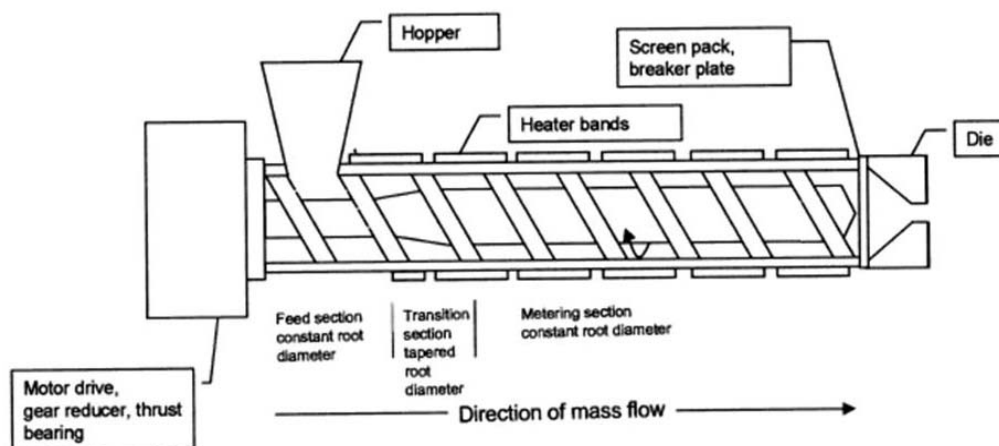 Hopper
Screen pack,
breaker plate
Heater bands
Die
Feed section
constant root
diameter
Transition
section
tapered
root
diameter
Metering section
constant root diameter
Motor drive,
gear reducer, thrust
bearing
Direction of mass flow